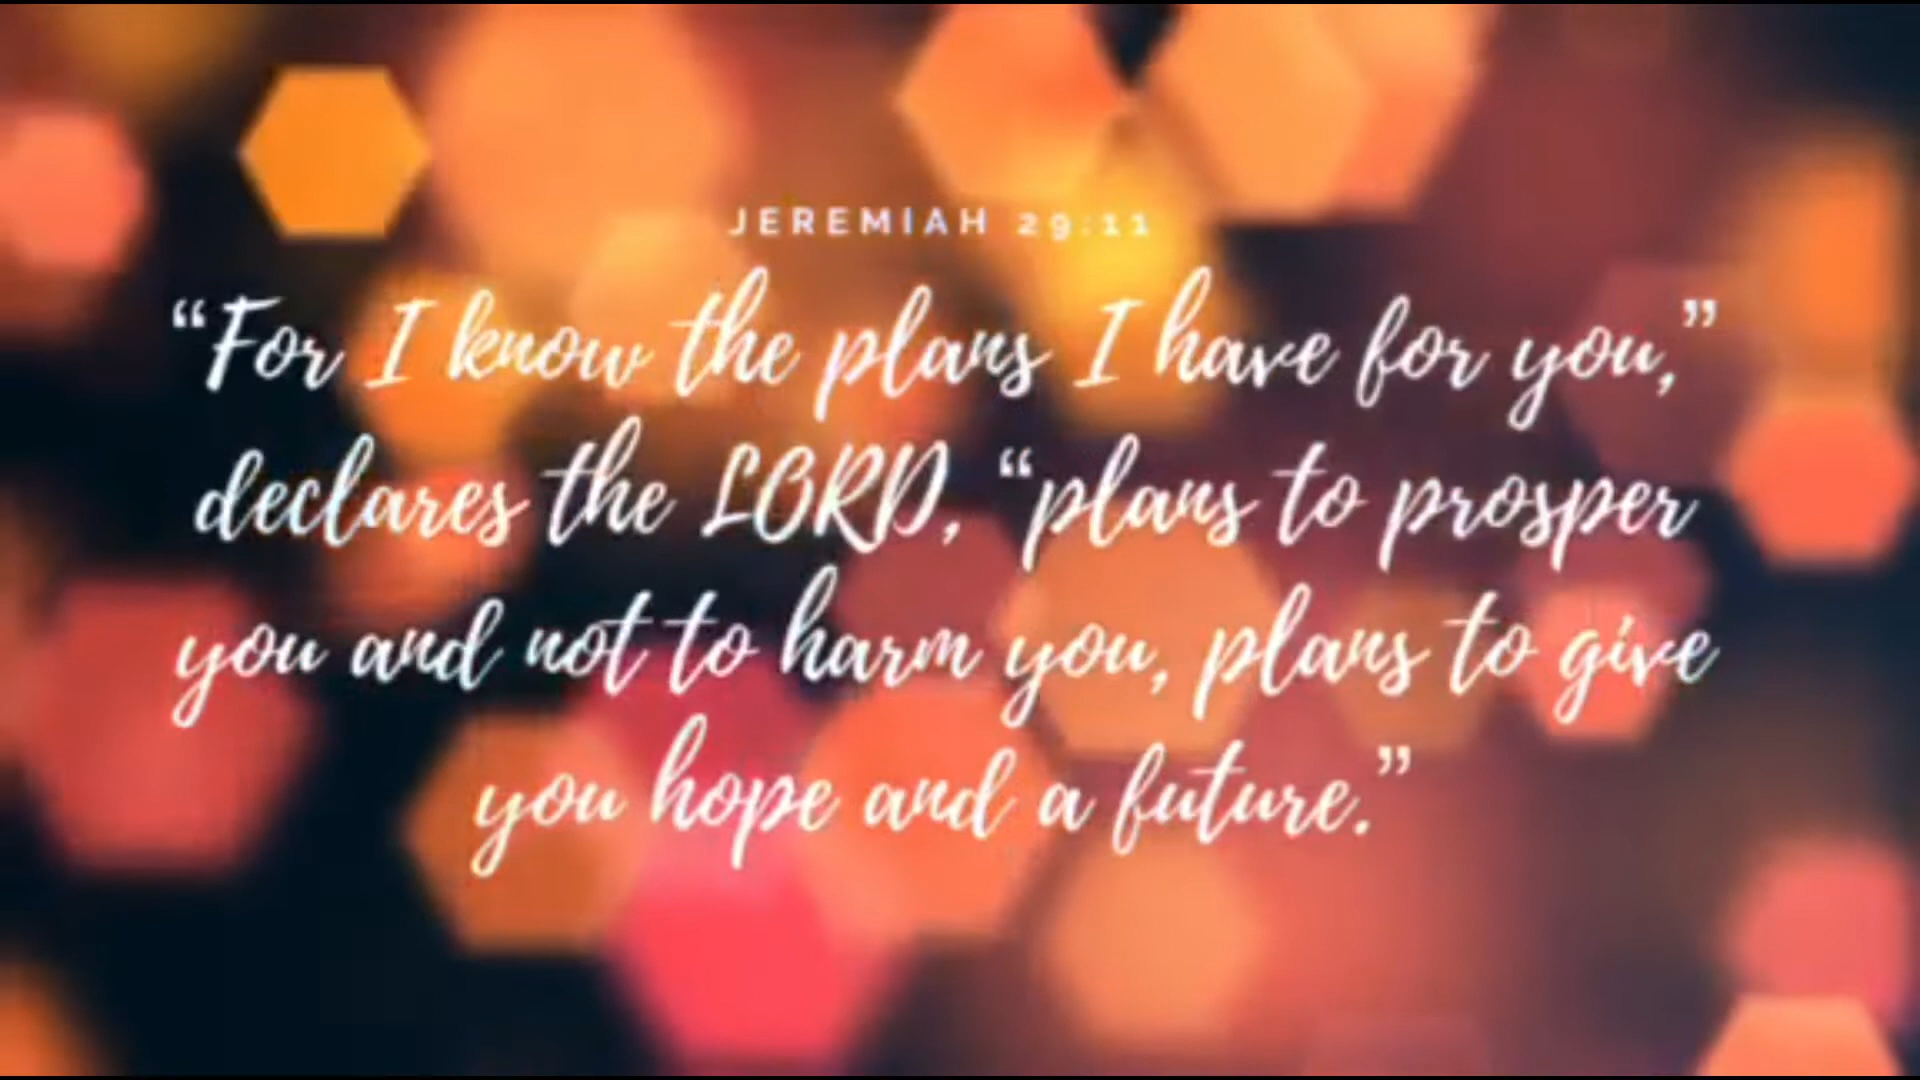 JEREMIAH 29:11
“For I know the plans I have for you,”
declares the LORD, “plans to prosper
you and not to harm you, plans to give
you hope and a future.”